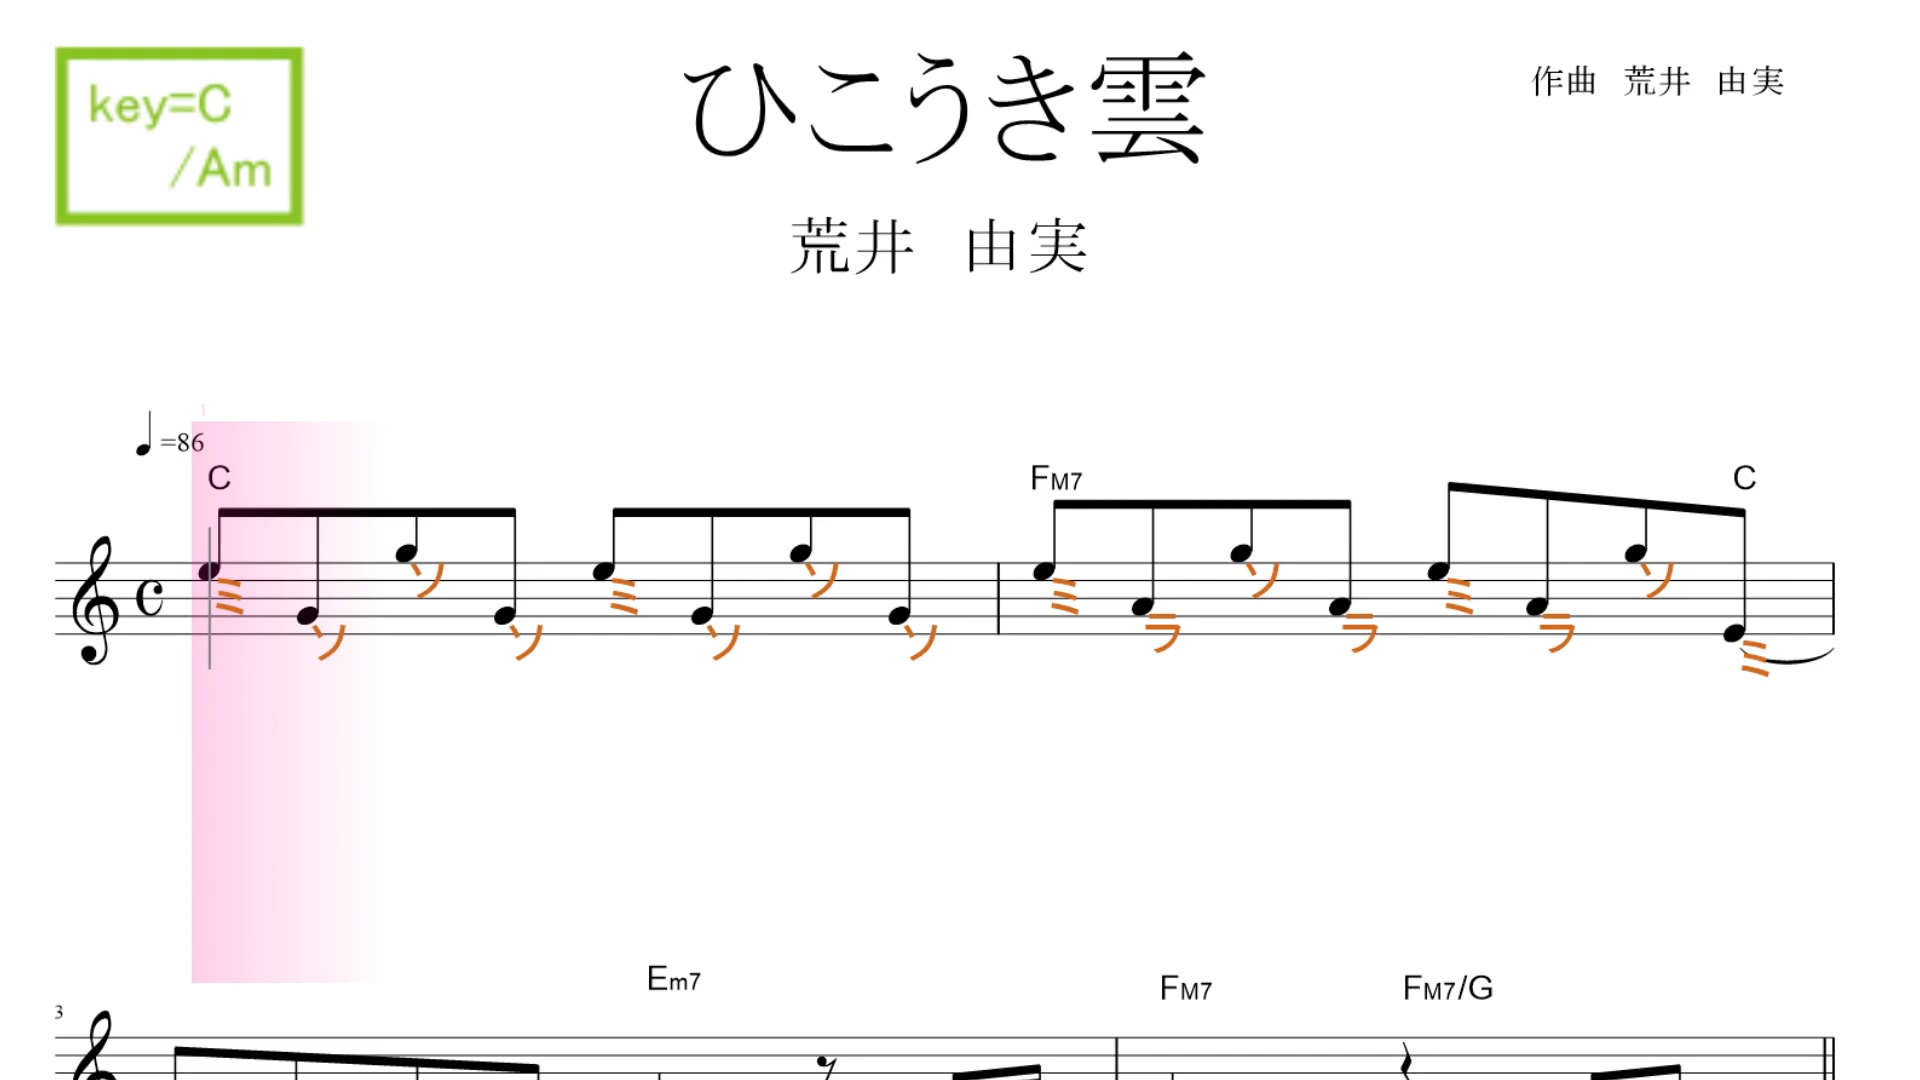 key=C
/Am
ひこうき雲
作曲 荒井 由実
荒井 由実
1
=86
C FM7 C
ミ ソ ソ ソ ミ ソ ソ ソ ミ ラ ソ ラ ミ ラ ソ ミ
Em7 FM7 FM7/G
3